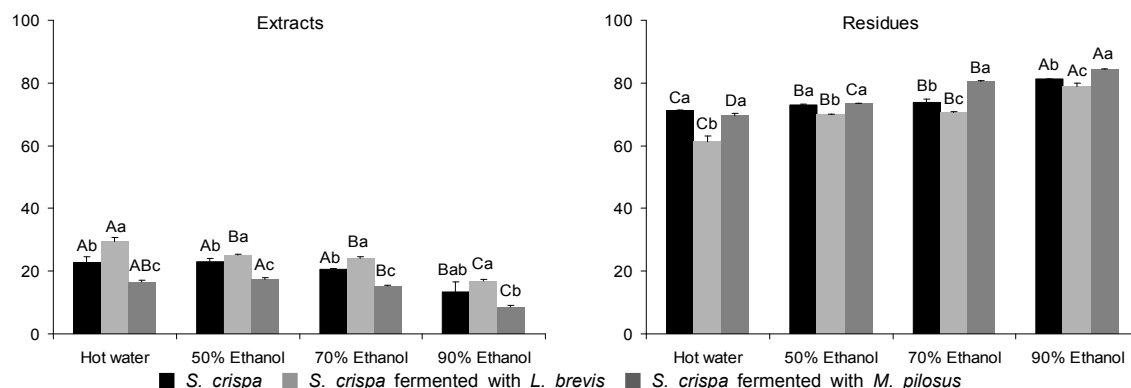 Extracts
100
80
60
40
20
0
Aa
Ab
ABc
Ab
Ba
Ac
Ab
Ba
Bc
Bab
Ca
Cb
Hot water
50% Ethanol
70% Ethanol
90% Ethanol
Residues
100
80
60
40
20
0
Ca
Cb
Da
Ba
Bb
Ca
Bb
Bc
Ba
Ab
Ac
Aa
Hot water
50% Ethanol
70% Ethanol
90% Ethanol
S. crispa S. crispa fermented with L. brevis S. crispa fermented with M. pilosus